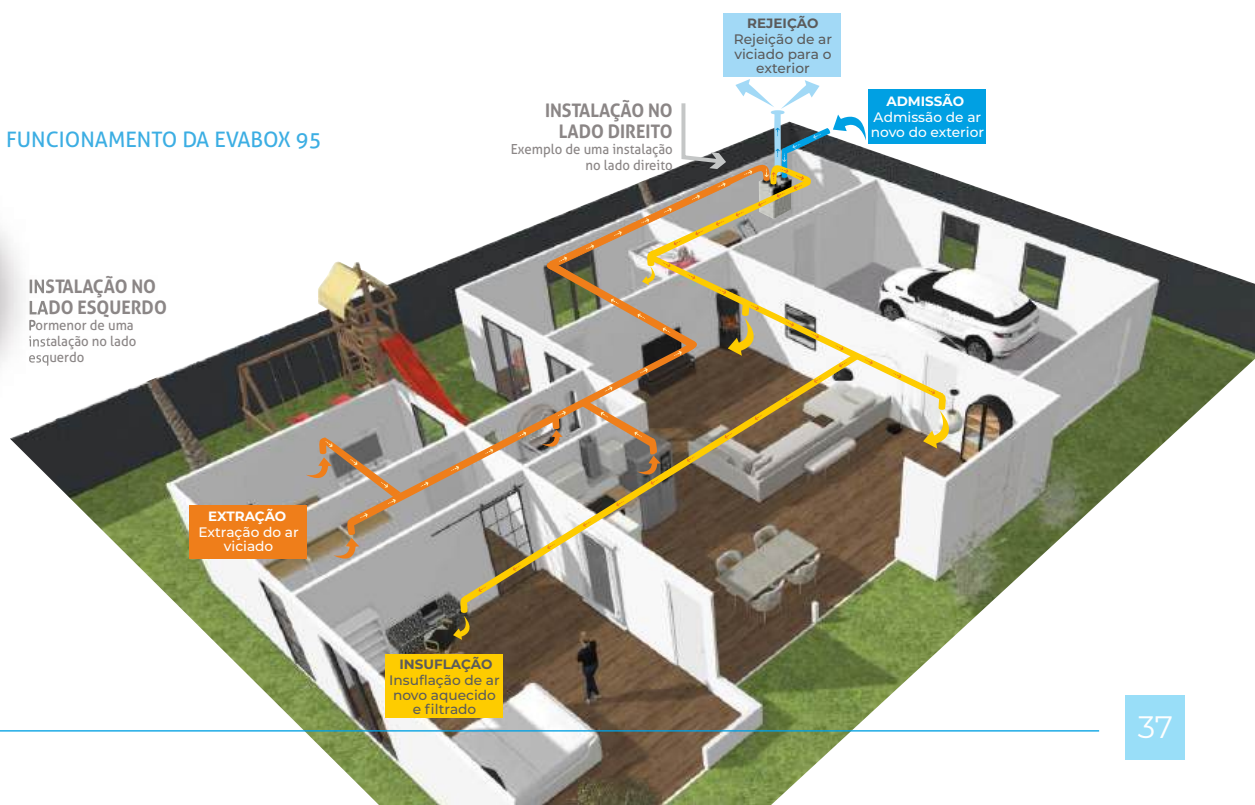 REJEIÇÃO
Rejeição de ar
viciado para o
exterior
ADMISSÃO
Admissão de ar
novo do exterior
INSTALAÇÃO NO
LADO DIREITO
Exemplo de uma instalação
no lado direito
FUNCIONAMENTO DA EVABOX 95
INSTALAÇÃO NO
LADO ESQUERDO
Pormenor de uma
instalação no lado
esquerdo
EXTRAÇÃO
Extração do ar
viciado
INSUFLAÇÃO
Insuflação de ar
novo aquecido
e filtrado
37